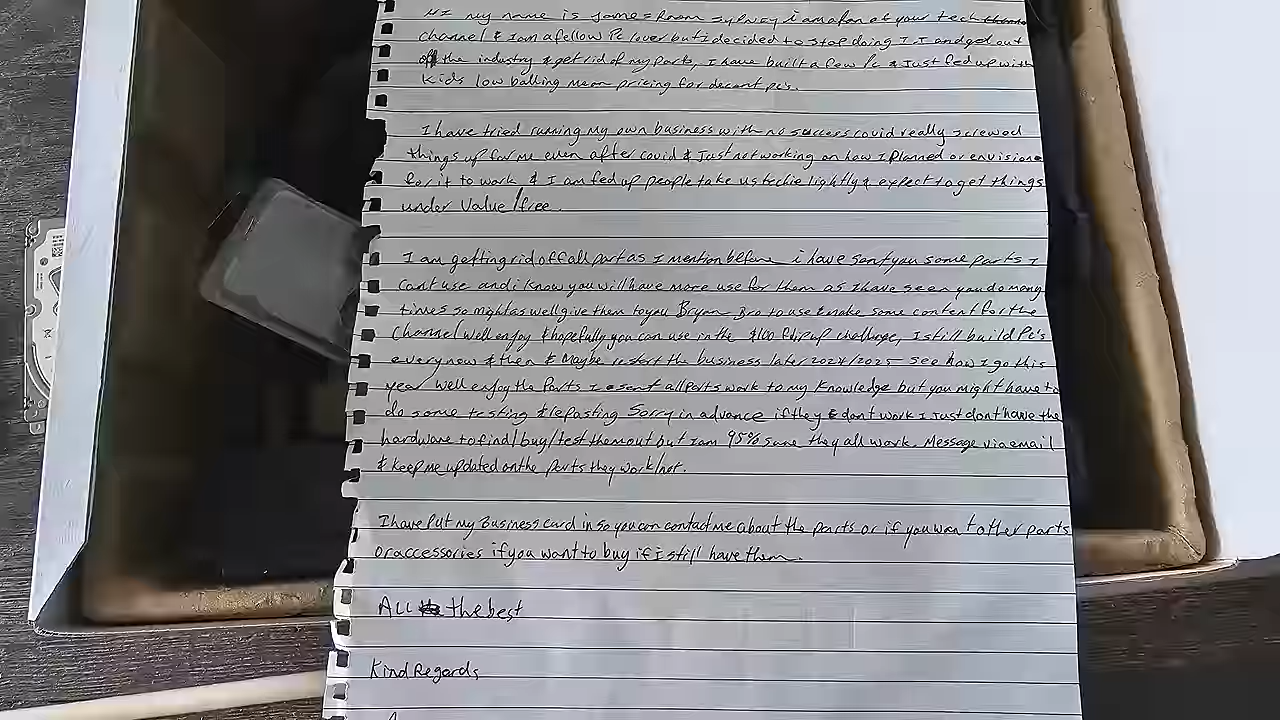 Hi my name is James from Sydney i am a fan of your tech
channel & I am a fellow Pc lover but i decided to stop doing IT and get out
off the industry & get rid of my parts, I have built a few Pc & Just fed up with
kids low balling mean pricing for decent pc's.
I have tried running my own business with no success covid really screwed
things up for me even after covid & Just not working on how I planned or envisione
for it to work & I am fed up people take us techie lightly & expect to get things
under value/free.
I am getting rid off all part as I mention before i have sent you some parts I
cant use and i know you will have more use for them as I have seen you do many
times so might as well give them to you Bryan Bro to use & make some content for the
channel well enjoy & hopefully you can use in the $100 challenge, I still build Pc's
every now & then & Maybe restart the business later 2024/2025 see how I go this
year well enjoy the Parts I sent all parts work to my knowledge but you might have to
do some testing & reposting Sorry in advance if they & dont work I Just dont have the
hardware to find/buy/test them out but I am 95% sure they all work. Message via email
& keep me updated on the parts they work/not.
I have Put my Business card in so you can contact me about the parts or if you want other parts
or accessories if you want to buy if i still have them.
ALL the best
Kind Regards